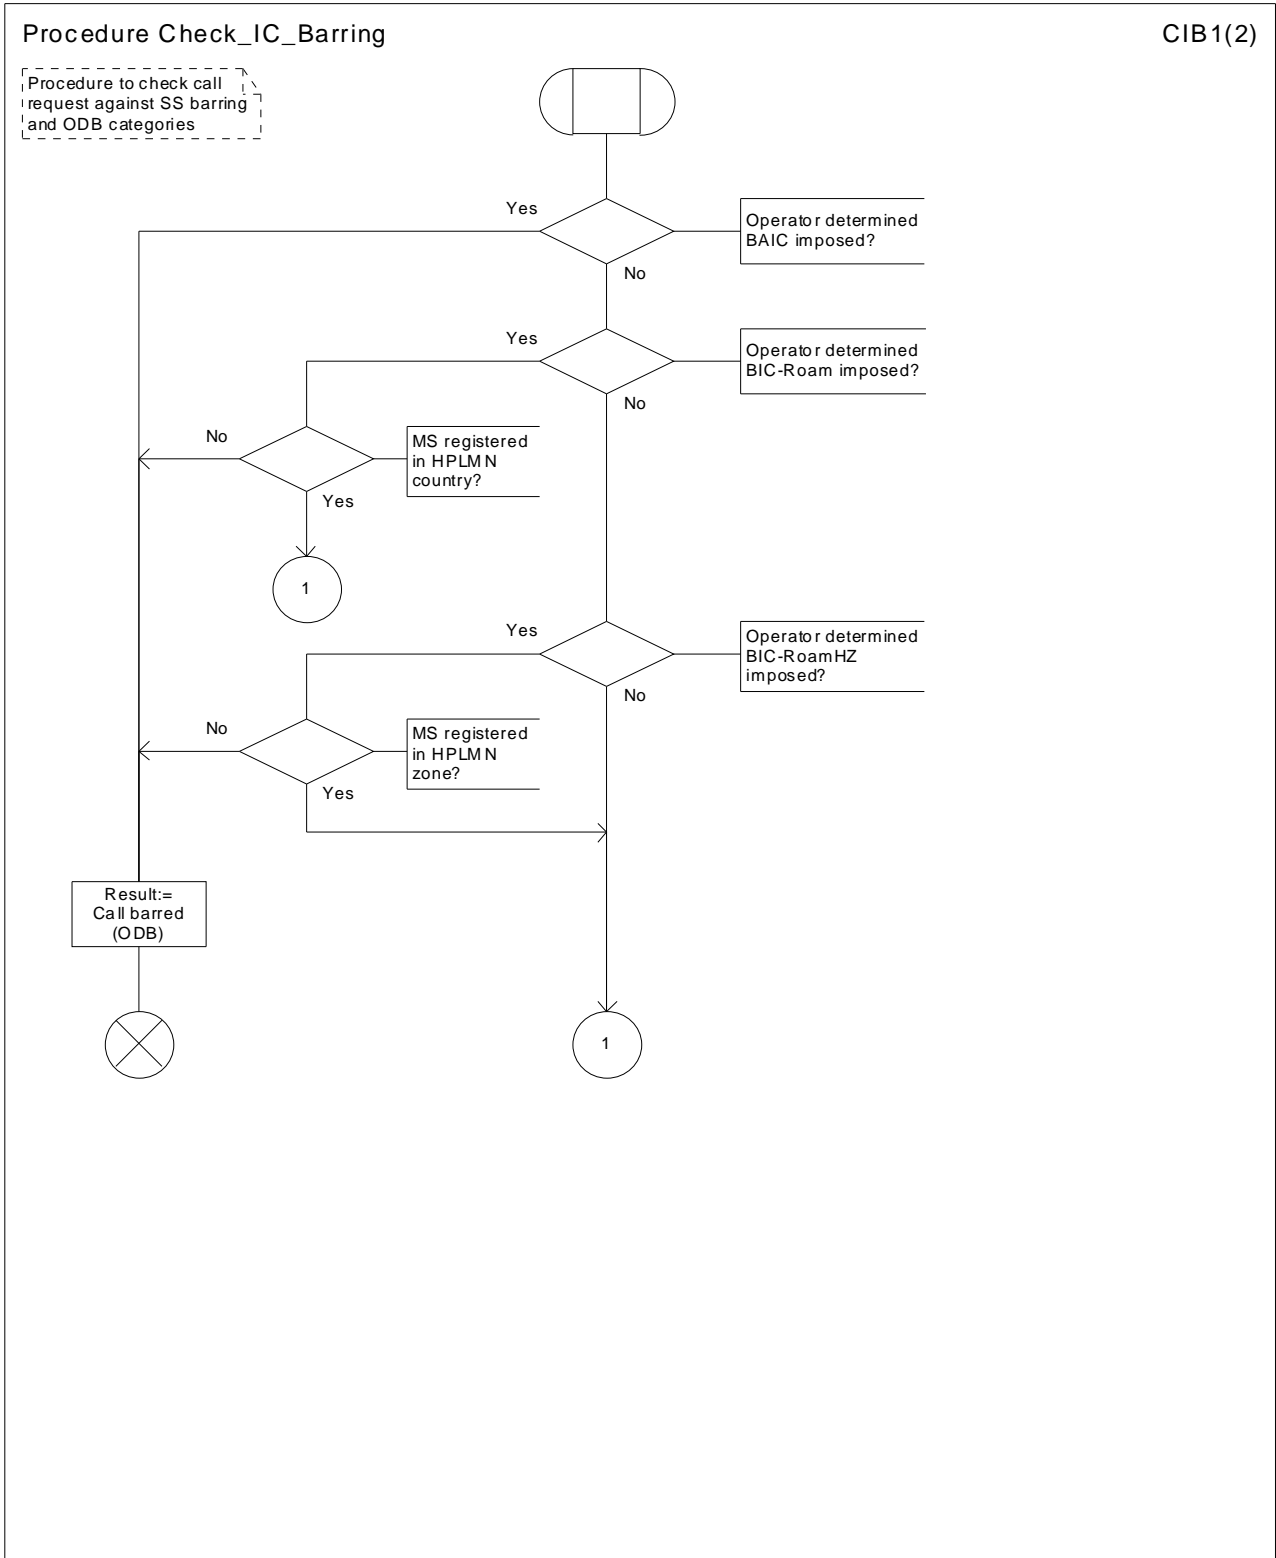 Procedure Check_IC_Barring
CIB1(2)
Procedure to check call
request against SS barring
and ODB categories
Yes
Operator determined
BAIC imposed?
No
Yes
Operator determined
BIC-Roam imposed?
No
No
MS registered
in HPLMN
country?
Yes
1
Yes
Operator determined
BIC-RoamHZ
imposed?
No
No
MS registered
in HPLMN
zone?
Yes
Result:=
Call barred
(ODB)
1